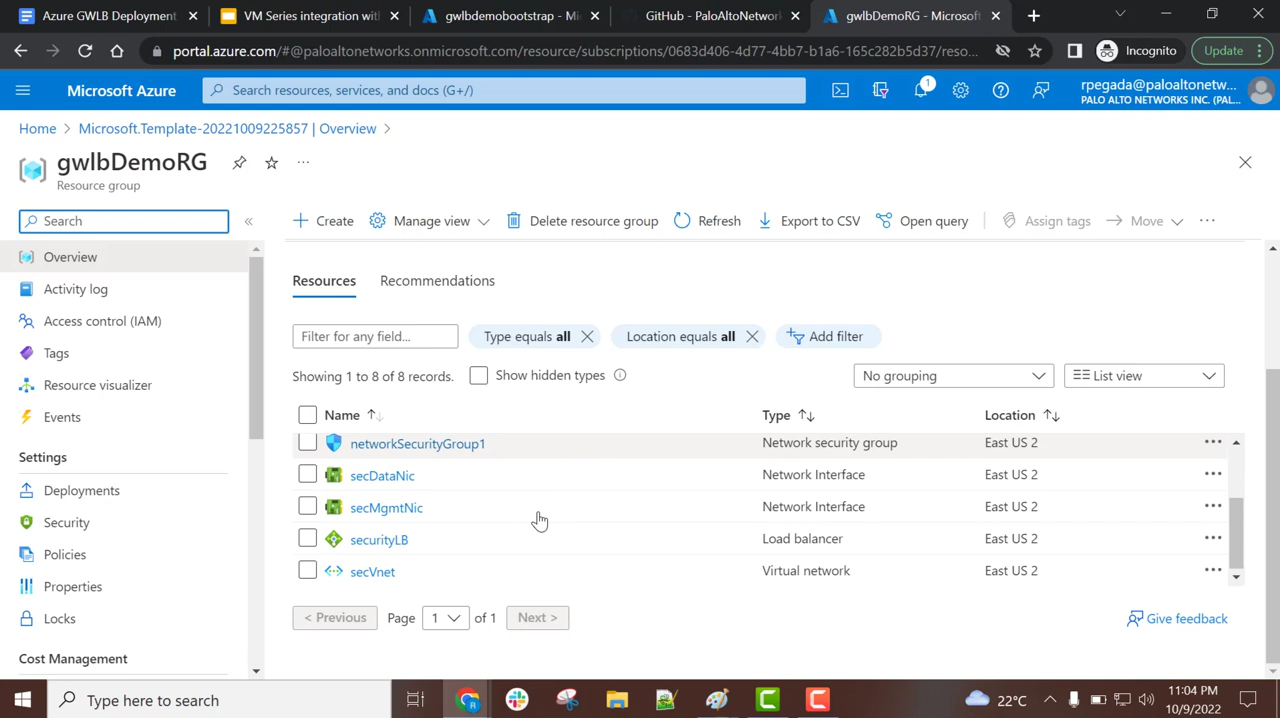 Azure GWLB Deployment
VM Series integration with
gwlbdemobootstrap - Mi
GitHub - PaloAltoNetwork
gwlbDemoRG - Microsoft
portal.azure.com/#@paloaltonetworks.onmicrosoft.com/resource/subscriptions/0683d406-4d77-4bb7-b1a6-165c282b5d37/reso...
Incognito
Update
Microsoft Azure
Search resources, services, and docs (G+/)
1
rpegada@paloaltonetw...
PALO ALTO NETWORKS INC. (PAL...
Home > Microsoft.Template-20221009225857 | Overview >
gwlbDemoRG
Resource group
Search
Create
Manage view
Delete resource group
Refresh
Export to CSV
Open query
Assign tags
Move
Overview
Activity log
Access control (IAM)
Tags
Resource visualizer
Events
Settings
Deployments
Security
Policies
Properties
Locks
Cost Management
Resources
Recommendations
Filter for any field...
Type equals all
Location equals all
Add filter
Showing 1 to 8 of 8 records.
Show hidden types
No grouping
List view
Name
Type
Location
networkSecurityGroup1 Network security group East US 2
secDataNic Network Interface East US 2
secMgmtNic Network Interface East US 2
securityLB Load balancer East US 2
secVnet Virtual network East US 2
< Previous
Page 1 of 1
Next >
Give feedback
Type here to search
22°C
11:04 PM
10/9/2022